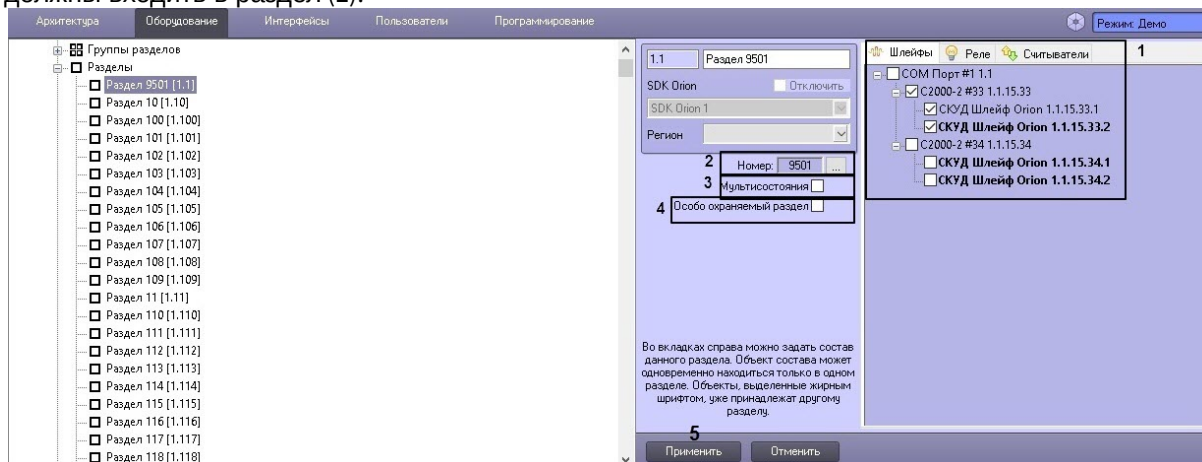 должны входить в раздел (1).
Архитектура Оборудование Интерфейсы Пользователи Программирование Режим: Демо
Группы разделов
Разделы
Раздел 9501 [1.1]
Раздел 10 [1.10]
Раздел 100 [1.100]
Раздел 101 [1.101]
Раздел 102 [1.102]
Раздел 103 [1.103]
Раздел 104 [1.104]
Раздел 105 [1.105]
Раздел 106 [1.106]
Раздел 107 [1.107]
Раздел 108 [1.108]
Раздел 109 [1.109]
Раздел 11 [1.11]
Раздел 110 [1.110]
Раздел 111 [1.111]
Раздел 112 [1.112]
Раздел 113 [1.113]
Раздел 114 [1.114]
Раздел 115 [1.115]
Раздел 116 [1.116]
Раздел 117 [1.117]
Раздел 118 [1.118]
1.1 Раздел 9501
SDK Orion Отключить
SDK Orion 1
Регион
2 Номер: 9501 ...
3 Мультисостояния
4 Особо охраняемый раздел
Во вкладках справа можно задать состав
данного раздела. Объект состава может
одновременно находиться только в одном
разделе. Объекты, выделенные жирным
шрифтом, уже принадлежат другому
разделу.
5
Применить Отменить
Шлейфы Реле Считыватели 1
COM Порт #1 1.1
С2000-2 #33 1.1.15.33
СКУД Шлейф Orion 1.1.15.33.1
СКУД Шлейф Orion 1.1.15.33.2
С2000-2 #34 1.1.15.34
СКУД Шлейф Orion 1.1.15.34.1
СКУД Шлейф Orion 1.1.15.34.2